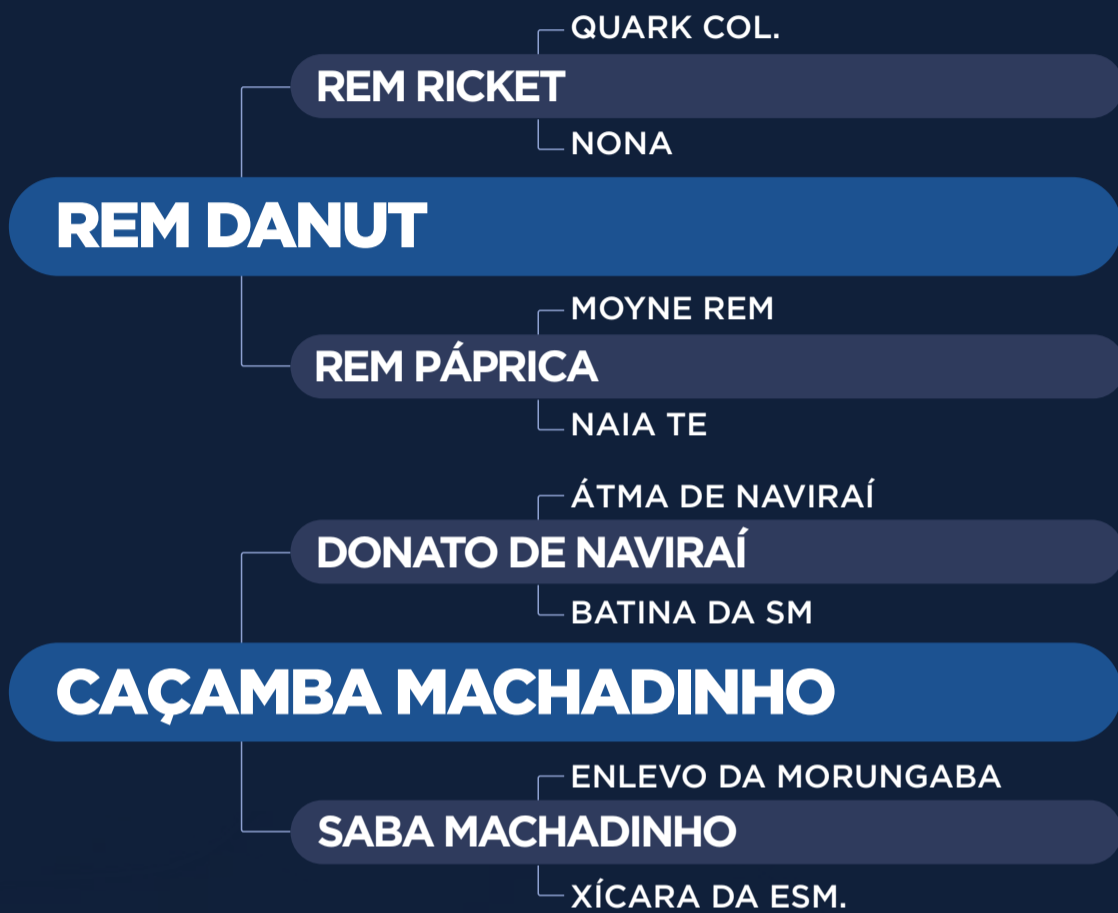 QUARK COL.
REM RICKET
NONA
REM DANUT
MOYNE REM
REM PÁPRICA
NAIA TE
ÁTMA DE NAVIRAÍ
DONATO DE NAVIRAÍ
BATINA DA SM
CAÇAMBA MACHADINHO
ENLEVO DA MORUNGABA
SABA MACHADINHO
XÍCARA DA ESM.